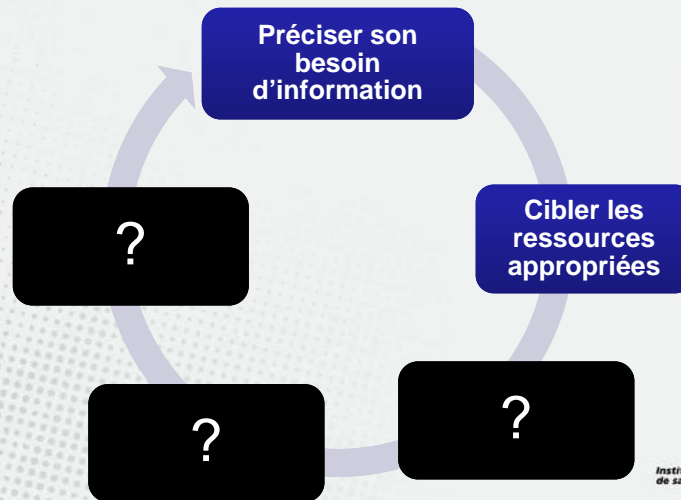 Préciser son
besoin
d'information
Cibler les
ressources
appropriées
?
?
?